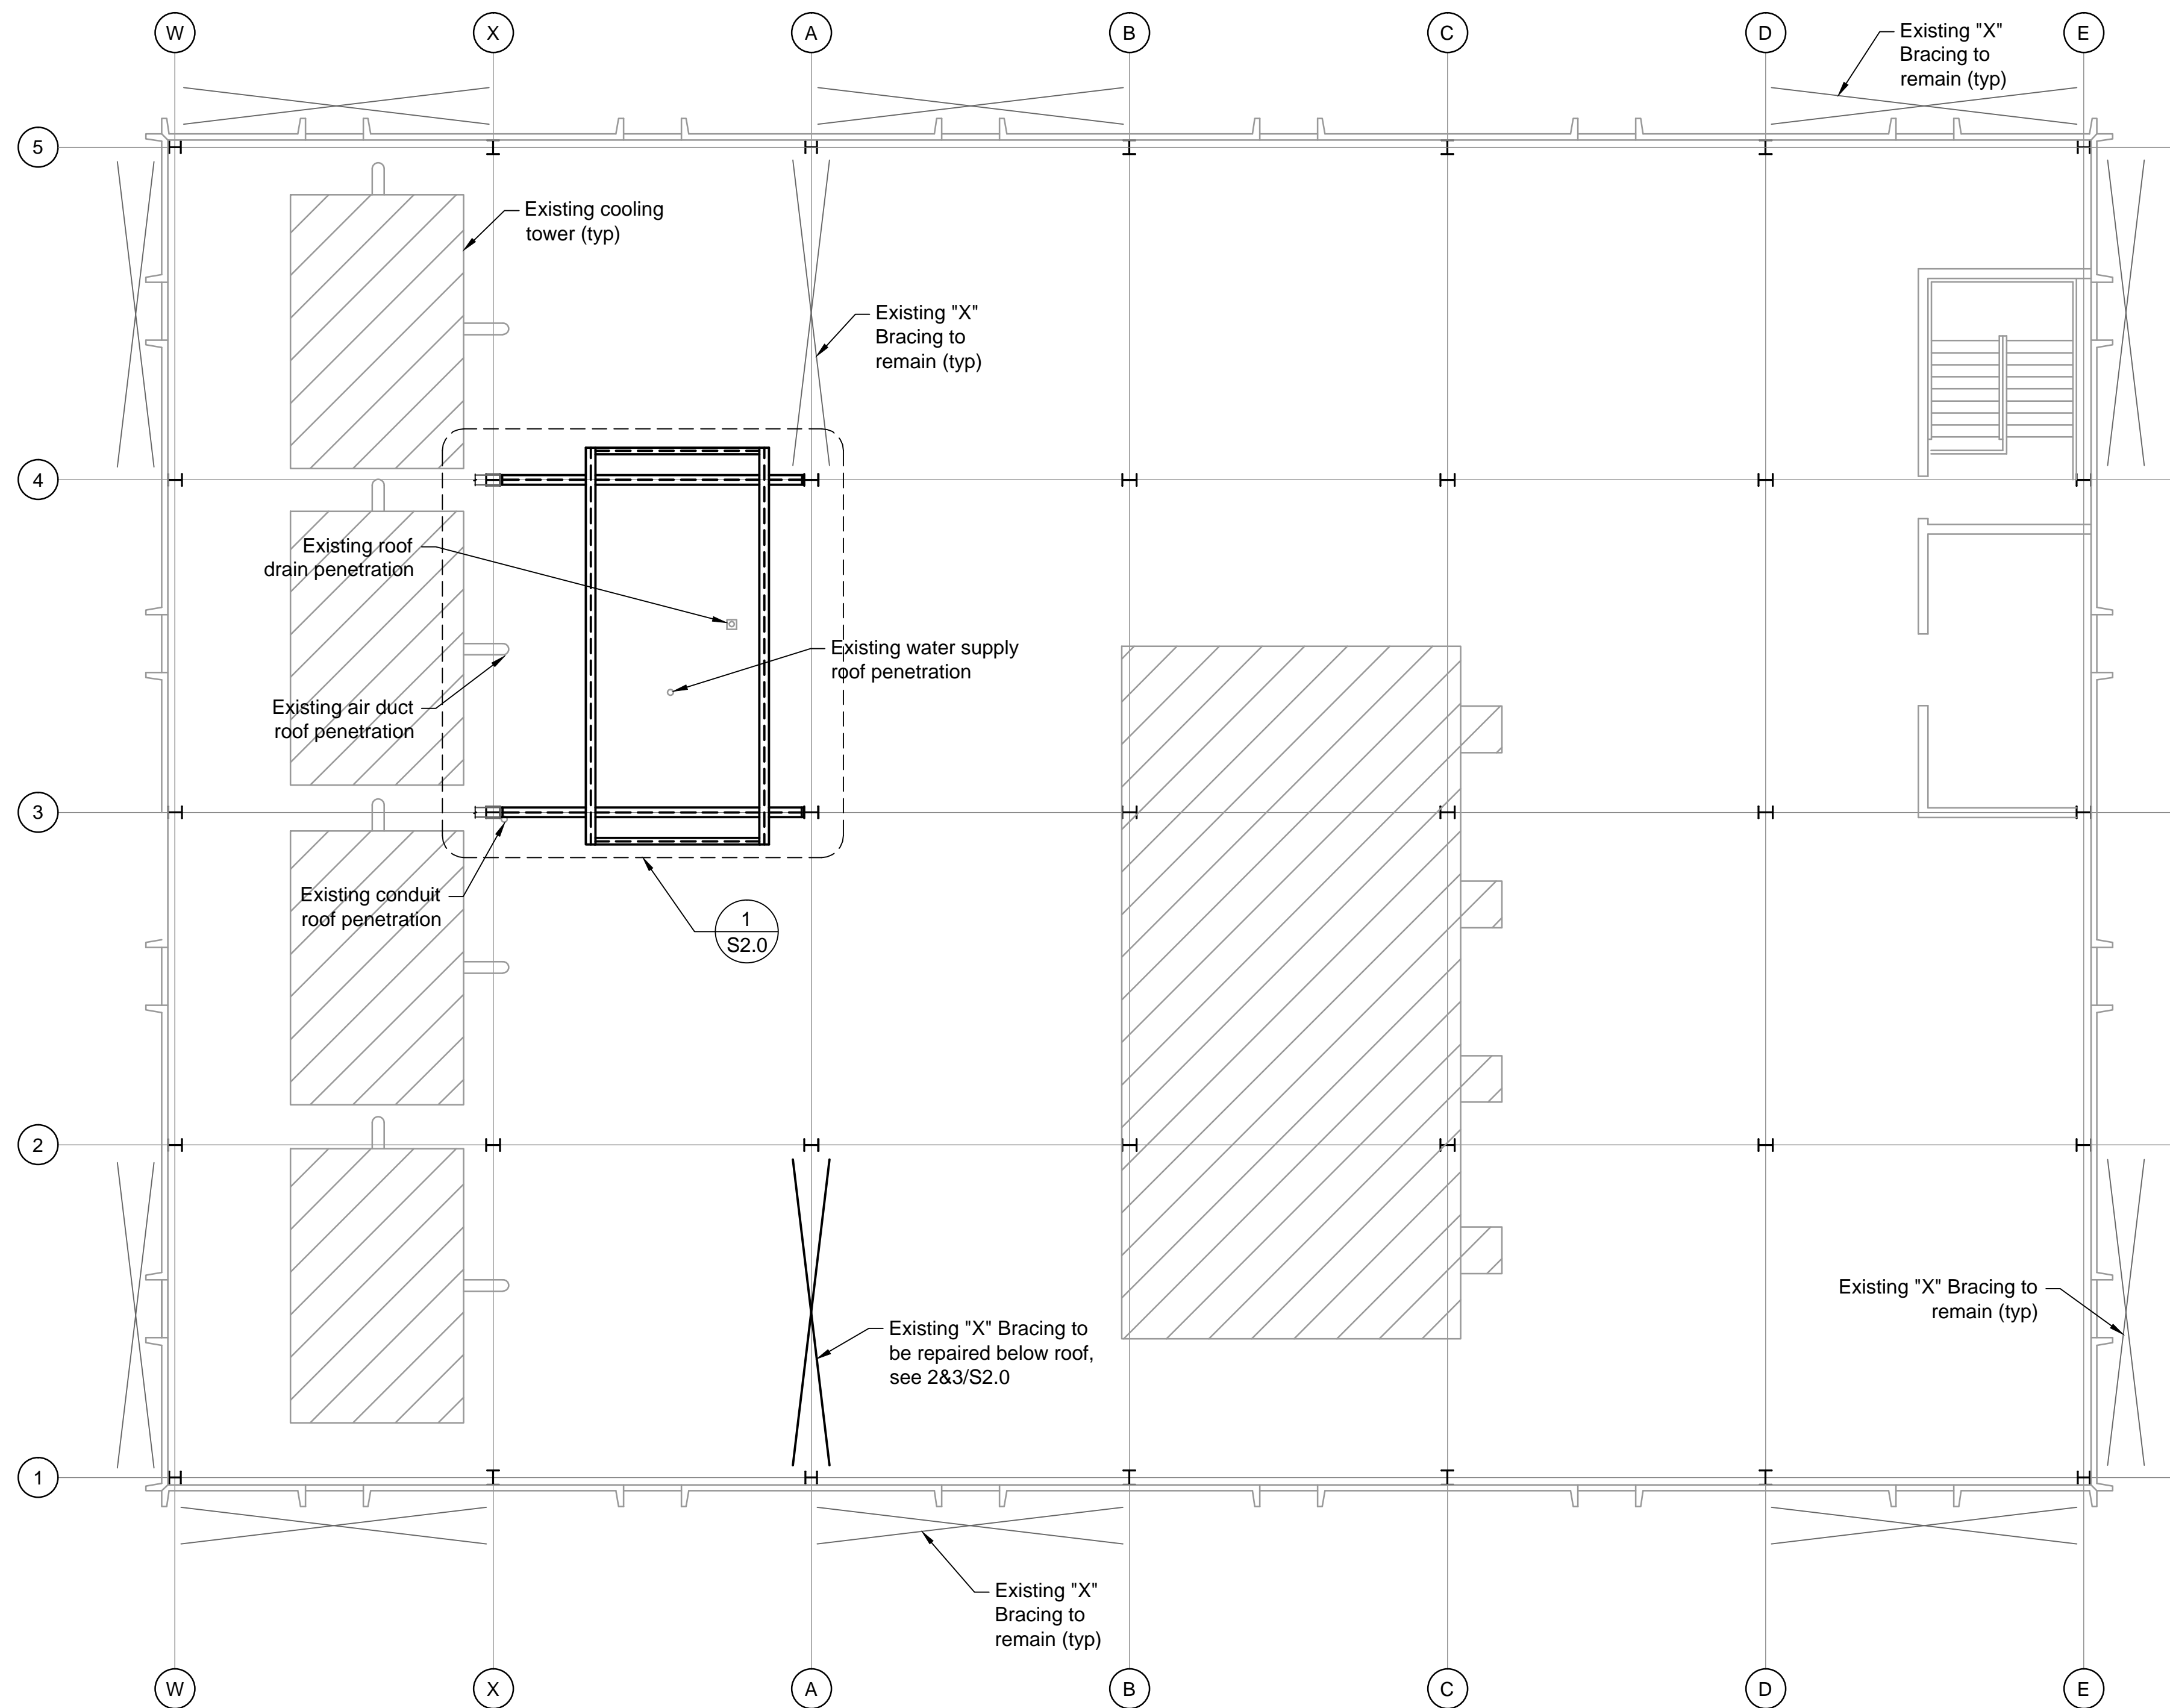 W X A B C D E
Existing "X"
Bracing to
remain (typ)
5
Existing cooling
tower (typ)
Existing "X"
Bracing to
remain (typ)
4
Existing roof
drain penetration
Existing water supply
roof penetration
Existing air duct
roof penetration
3
Existing conduit
roof penetration
1
S2.0
2
Existing "X" Bracing to
remain (typ)
Existing "X" Bracing to
be repaired below roof,
see 2&3/S2.0
1
Existing "X"
Bracing to
remain (typ)
W X A B C D E